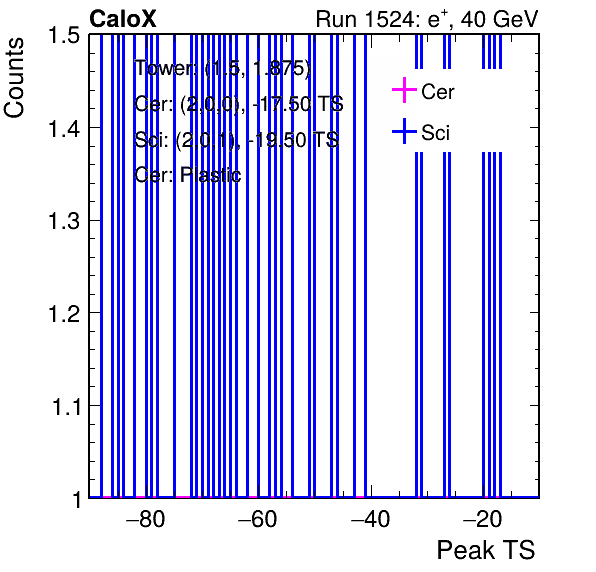 CaloX Run 1524: e+, 40 GeV
Counts
1.5
Tower: (1.5, 1.875)
Cer
Cer: (2,0,0), -17.50 TS
1.4
Sci
Sci: (2,0,1), -19.50 TS
Cer: Plastic
1.3
1.2
1.1
1
−80 −60 −40 −20
Peak TS